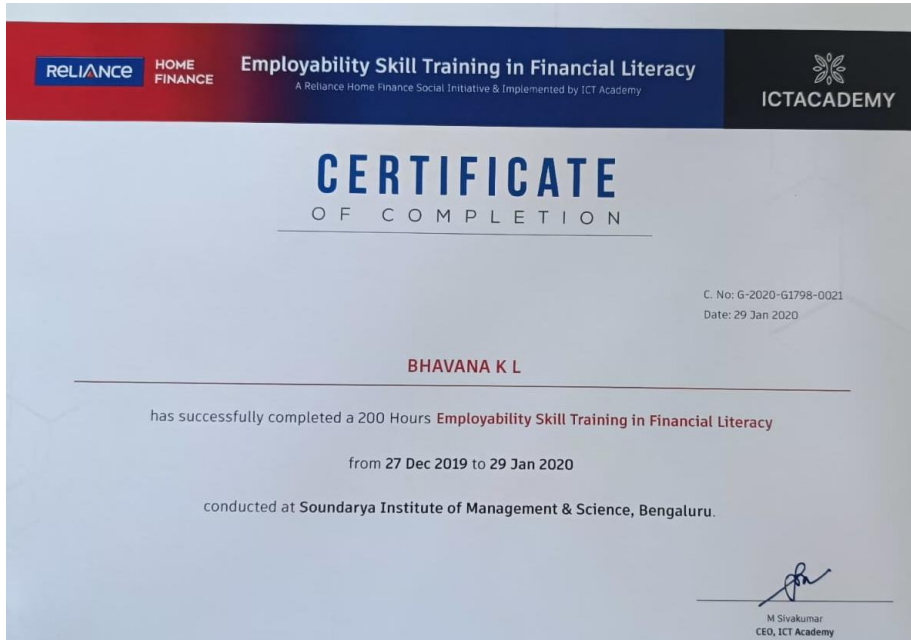 RELIANCE HOME FINANCE
Employability Skill Training in Financial Literacy
A Reliance Home Finance Social Initiative & Implemented by ICT Academy
ICTACADEMY
CERTIFICATE
OF COMPLETION
C. No: G-2020-G1798-0021
Date: 29 Jan 2020
BHAVANA K L
has successfully completed a 200 Hours Employability Skill Training in Financial Literacy
from 27 Dec 2019 to 29 Jan 2020
conducted at Soundarya Institute of Management & Science, Bengaluru.
M Sivakumar
CEO, ICT Academy